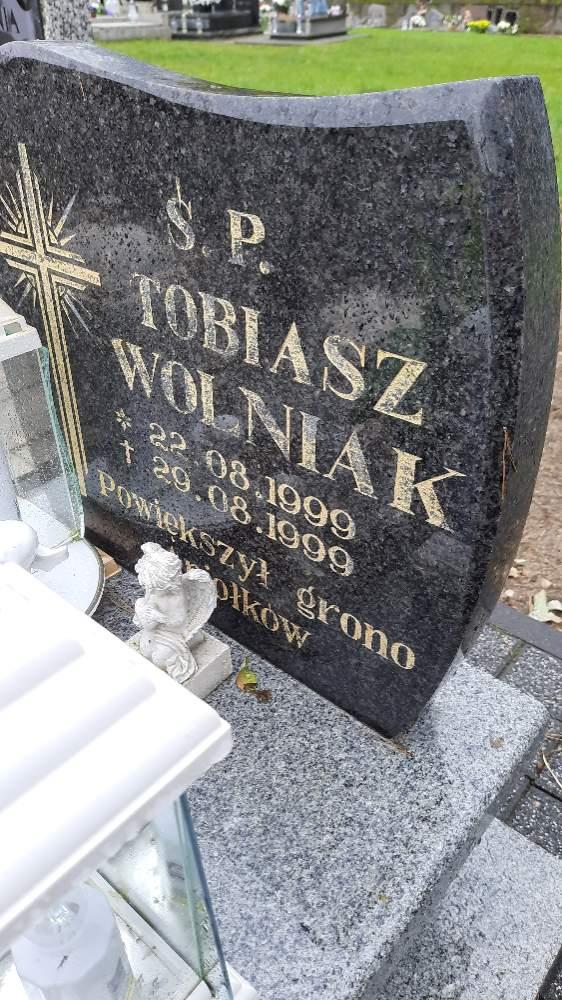 Ś. P.
TOBIASZ
WOLNIAK
* 22.08.1999
† 29.08.1999
Powiększył grono